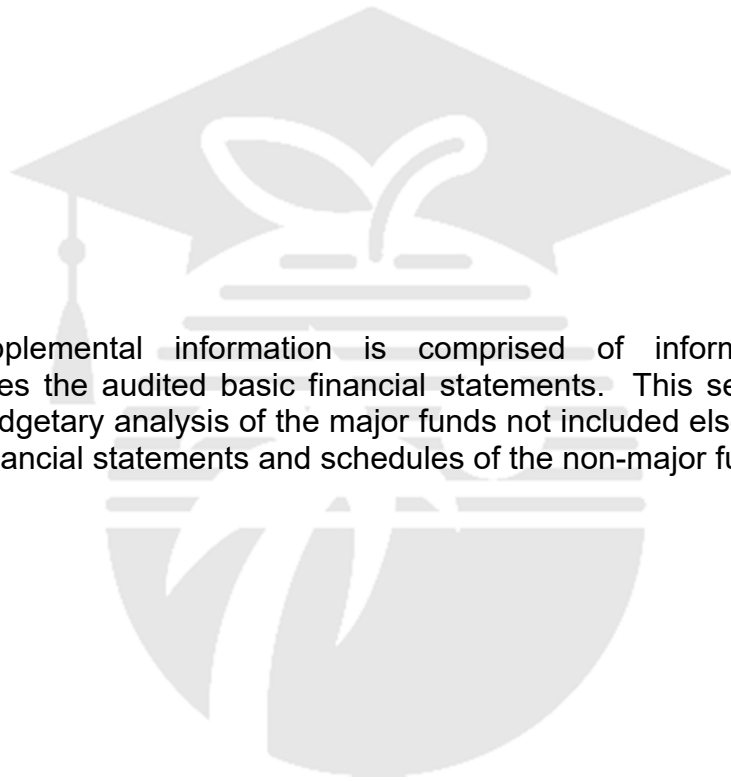 plemental information is comprised of inform
es the audited basic financial statements. This se
dgetary analysis of the major funds not included els
ancial statements and schedules of the non-major fu